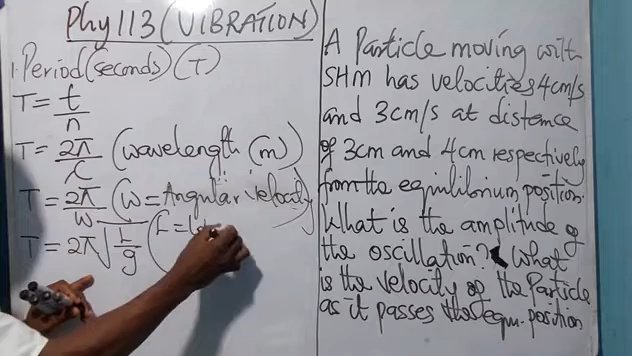 Phy 113 (VIBRATION)
1. Period (seconds) (T)
T = t/n
T = 2π/λ (wavelength (m))
T = 2π/W (W = Angular velocity)
T = 2π√L/g (L = Le
A Particle moving with
SHM has velocities 4cm/s
and 3cm/s at distance
of 3cm and 4cm respectively
from the equilibrium position.
What is the amplitude of
the oscillation? What
is the velocity of the Particle
as it passes the equ. position